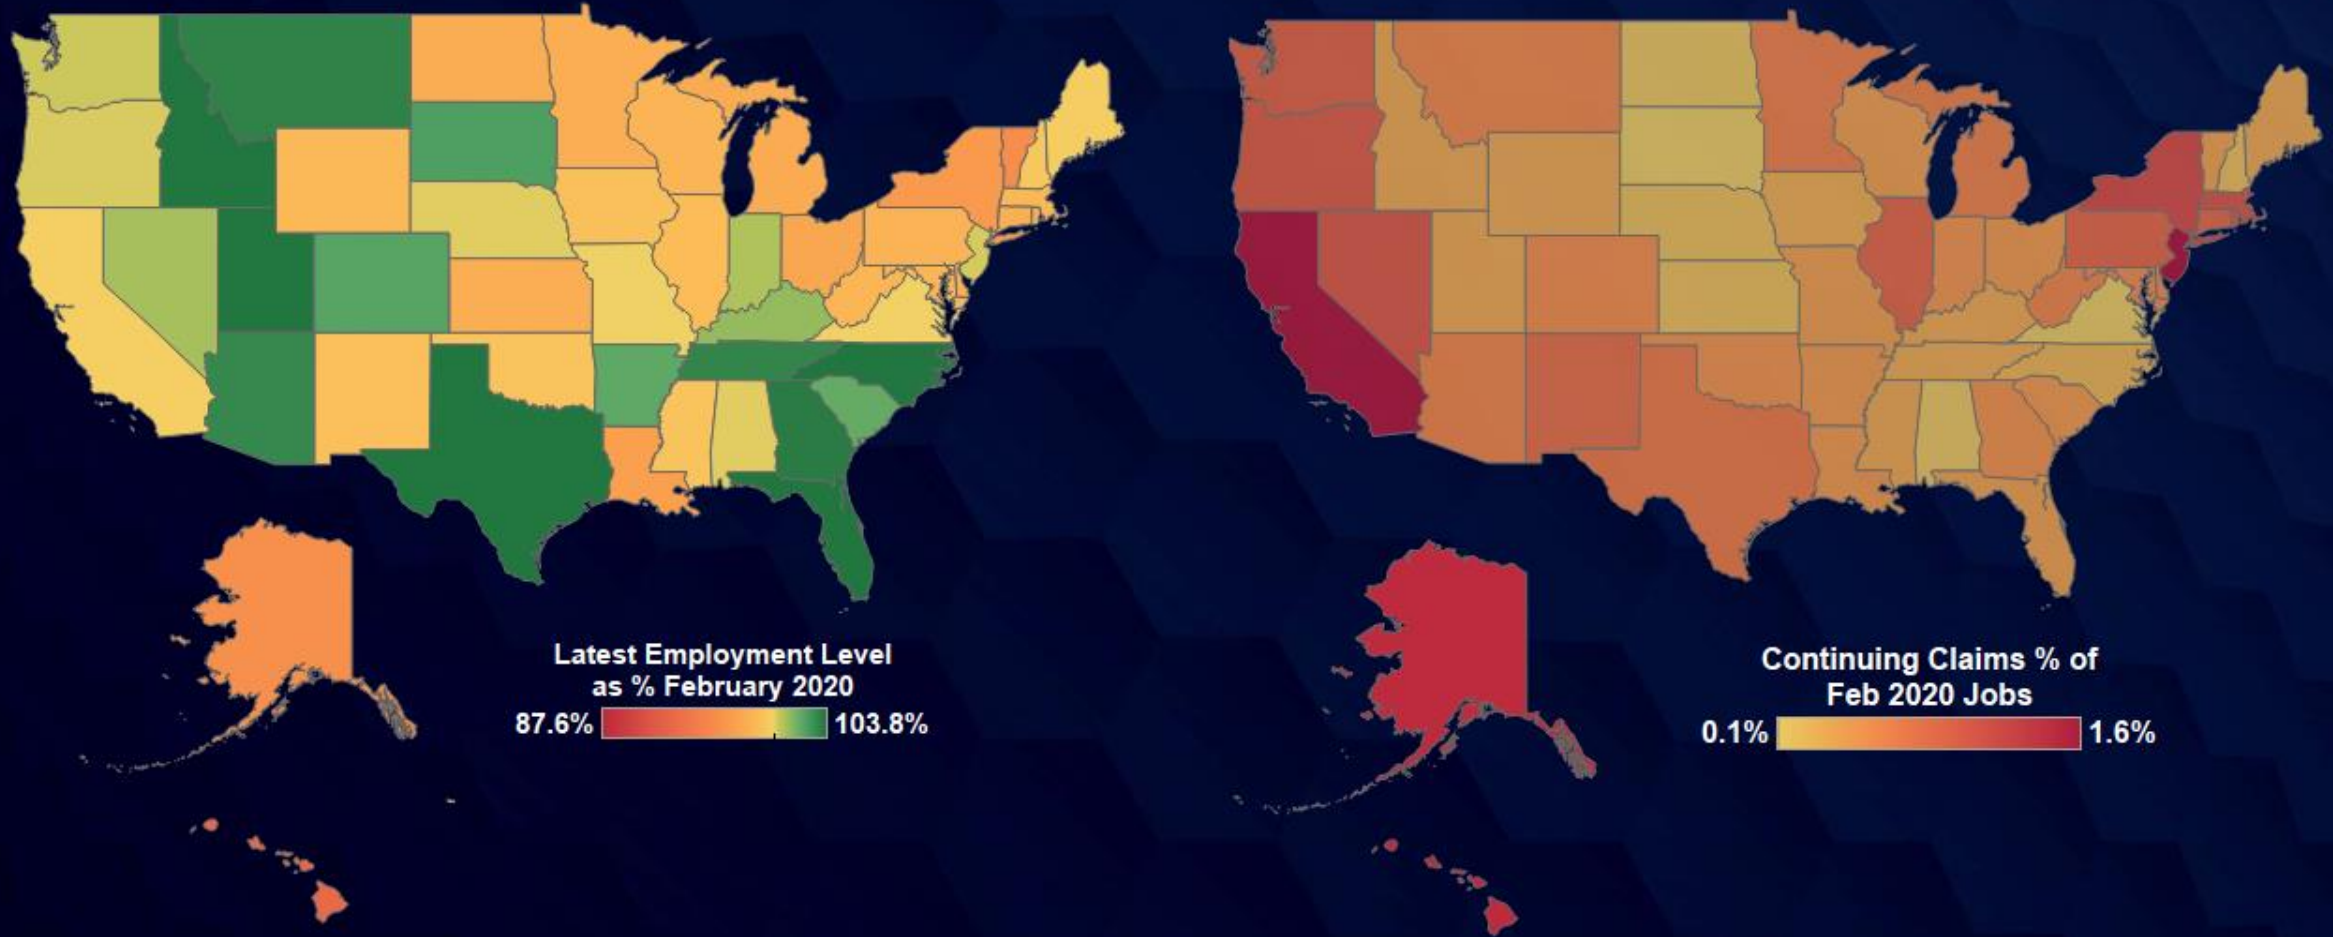 Latest Employment Level
as % February 2020
87.6% 103.8%
Continuing Claims % of
Feb 2020 Jobs
0.1% 1.6%